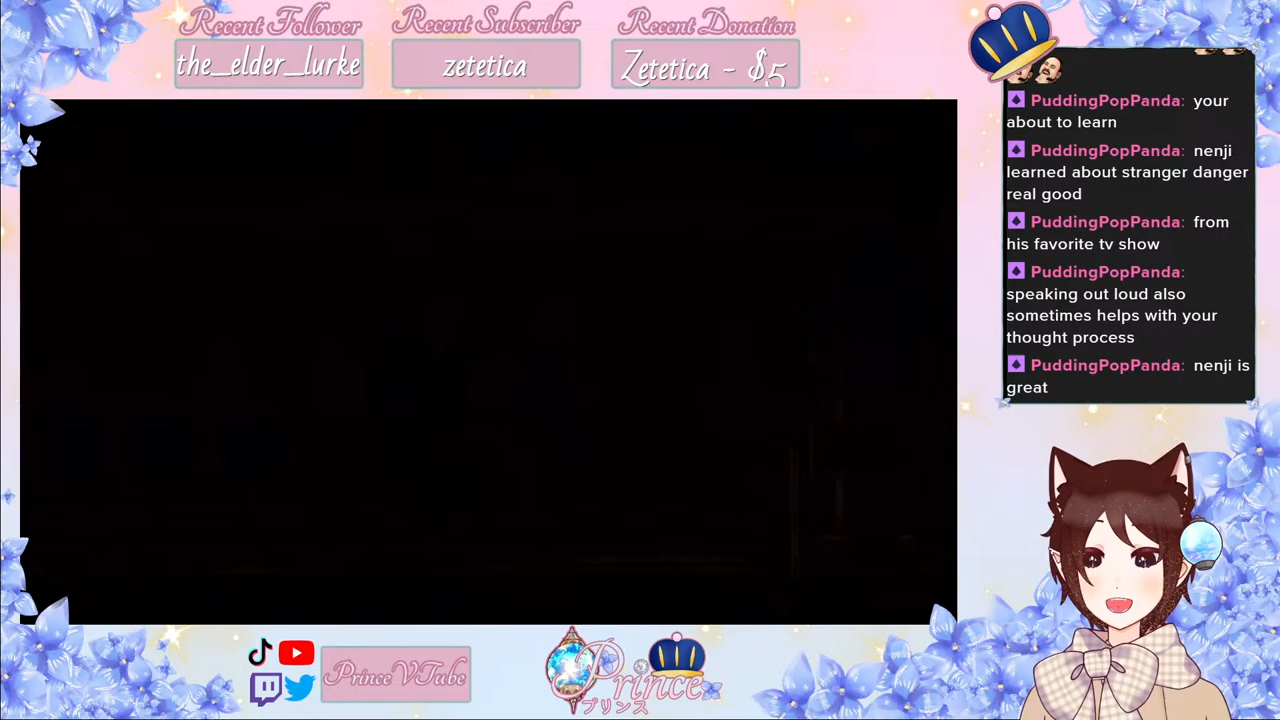 Recent Follower
the_elder_lurke
Recent Subscriber
zetetica
Recent Donation
Zetetica - $5
PuddingPopPanda: your
about to learn
PuddingPopPanda: nenji
learned about stranger danger
real good
PuddingPopPanda: from
his favorite tv show
PuddingPopPanda:
speaking out loud also
sometimes helps with your
thought process
PuddingPopPanda: nenji is
great
Prince VTube
Prince
プリンス